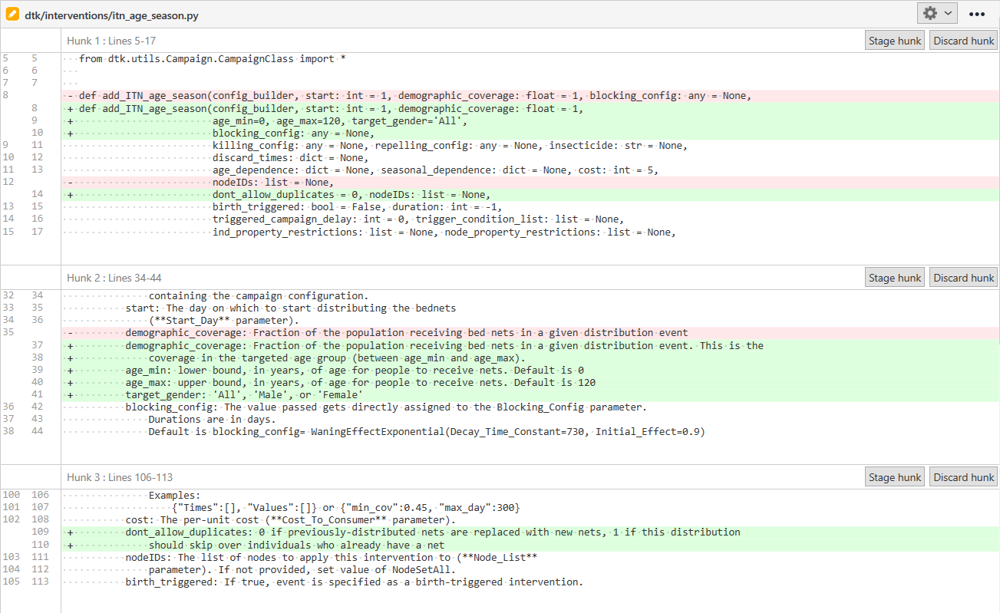 dtk/interventions/itn_age_season.py
Hunk 1 : Lines 5-17 Stage hunk Discard hunk
5 5 from dtk.utils.Campaign.CampaignClass import *
6 6
7 7
8 - def add_ITN_age_season(config_builder, start: int = 1, demographic_coverage: float = 1, blocking_config: any = None,
8 + def add_ITN_age_season(config_builder, start: int = 1, demographic_coverage: float = 1,
9 + age_min=0, age_max=120, target_gender='All',
10 + blocking_config: any = None,
9 11 killing_config: any = None, repelling_config: any = None, insecticide: str = None,
10 12 discard_times: dict = None,
11 13 age_dependence: dict = None, seasonal_dependence: dict = None, cost: int = 5,
12 - nodeIDs: list = None,
14 + dont_allow_duplicates = 0, nodeIDs: list = None,
13 15 birth_triggered: bool = False, duration: int = -1,
14 16 triggered_campaign_delay: int = 0, trigger_condition_list: list = None,
15 17 ind_property_restrictions: list = None, node_property_restrictions: list = None,
Hunk 2 : Lines 34-44 Stage hunk Discard hunk
32 34 containing the campaign configuration.
33 35 start: The day on which to start distributing the bednets
34 36 (**Start_Day** parameter).
35 - demographic_coverage: Fraction of the population receiving bed nets in a given distribution event
37 + demographic_coverage: Fraction of the population receiving bed nets in a given distribution event. This is the
38 + coverage in the targeted age group (between age_min and age_max).
39 + age_min: lower bound, in years, of age for people to receive nets. Default is 0
40 + age_max: upper bound, in years, of age for people to receive nets. Default is 120
41 + target_gender: 'All', 'Male', or 'Female'
36 42 blocking_config: The value passed gets directly assigned to the Blocking_Config parameter.
37 43 Durations are in days.
38 44 Default is blocking_config= WaningEffectExponential(Decay_Time_Constant=730, Initial_Effect=0.9)
Hunk 3 : Lines 106-113 Stage hunk Discard hunk
100 106 Examples:
101 107 {"Times":[], "Values":[]} or {"min_cov":0.45, "max_day":300}
102 108 cost: The per-unit cost (**Cost_To_Consumer** parameter).
109 + dont_allow_duplicates: 0 if previously-distributed nets are replaced with new nets, 1 if this distribution
110 + should skip over individuals who already have a net
103 111 nodeIDs: The list of nodes to apply this intervention to (**Node_List**
104 112 parameter). If not provided, set value of NodeSetAll.
105 113 birth_triggered: If true, event is specified as a birth-triggered intervention.